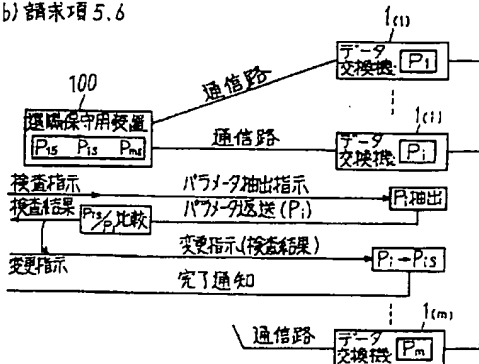 b) 請求項 5.6
1(1)
データ交換機 P1
100
通信路
遠隔保守用装置
P1S PiS PmS
1(i)
通信路
データ交換機 Pi
検査指示
パラメータ抽出指示
Pi抽出
検査結果
PiS/Pi 比較
パラメータ返送(Pi)
変更指示(検査結果)
変更指示
Pi→PiS
完了通知
1(m)
通信路
データ交換機 Pm